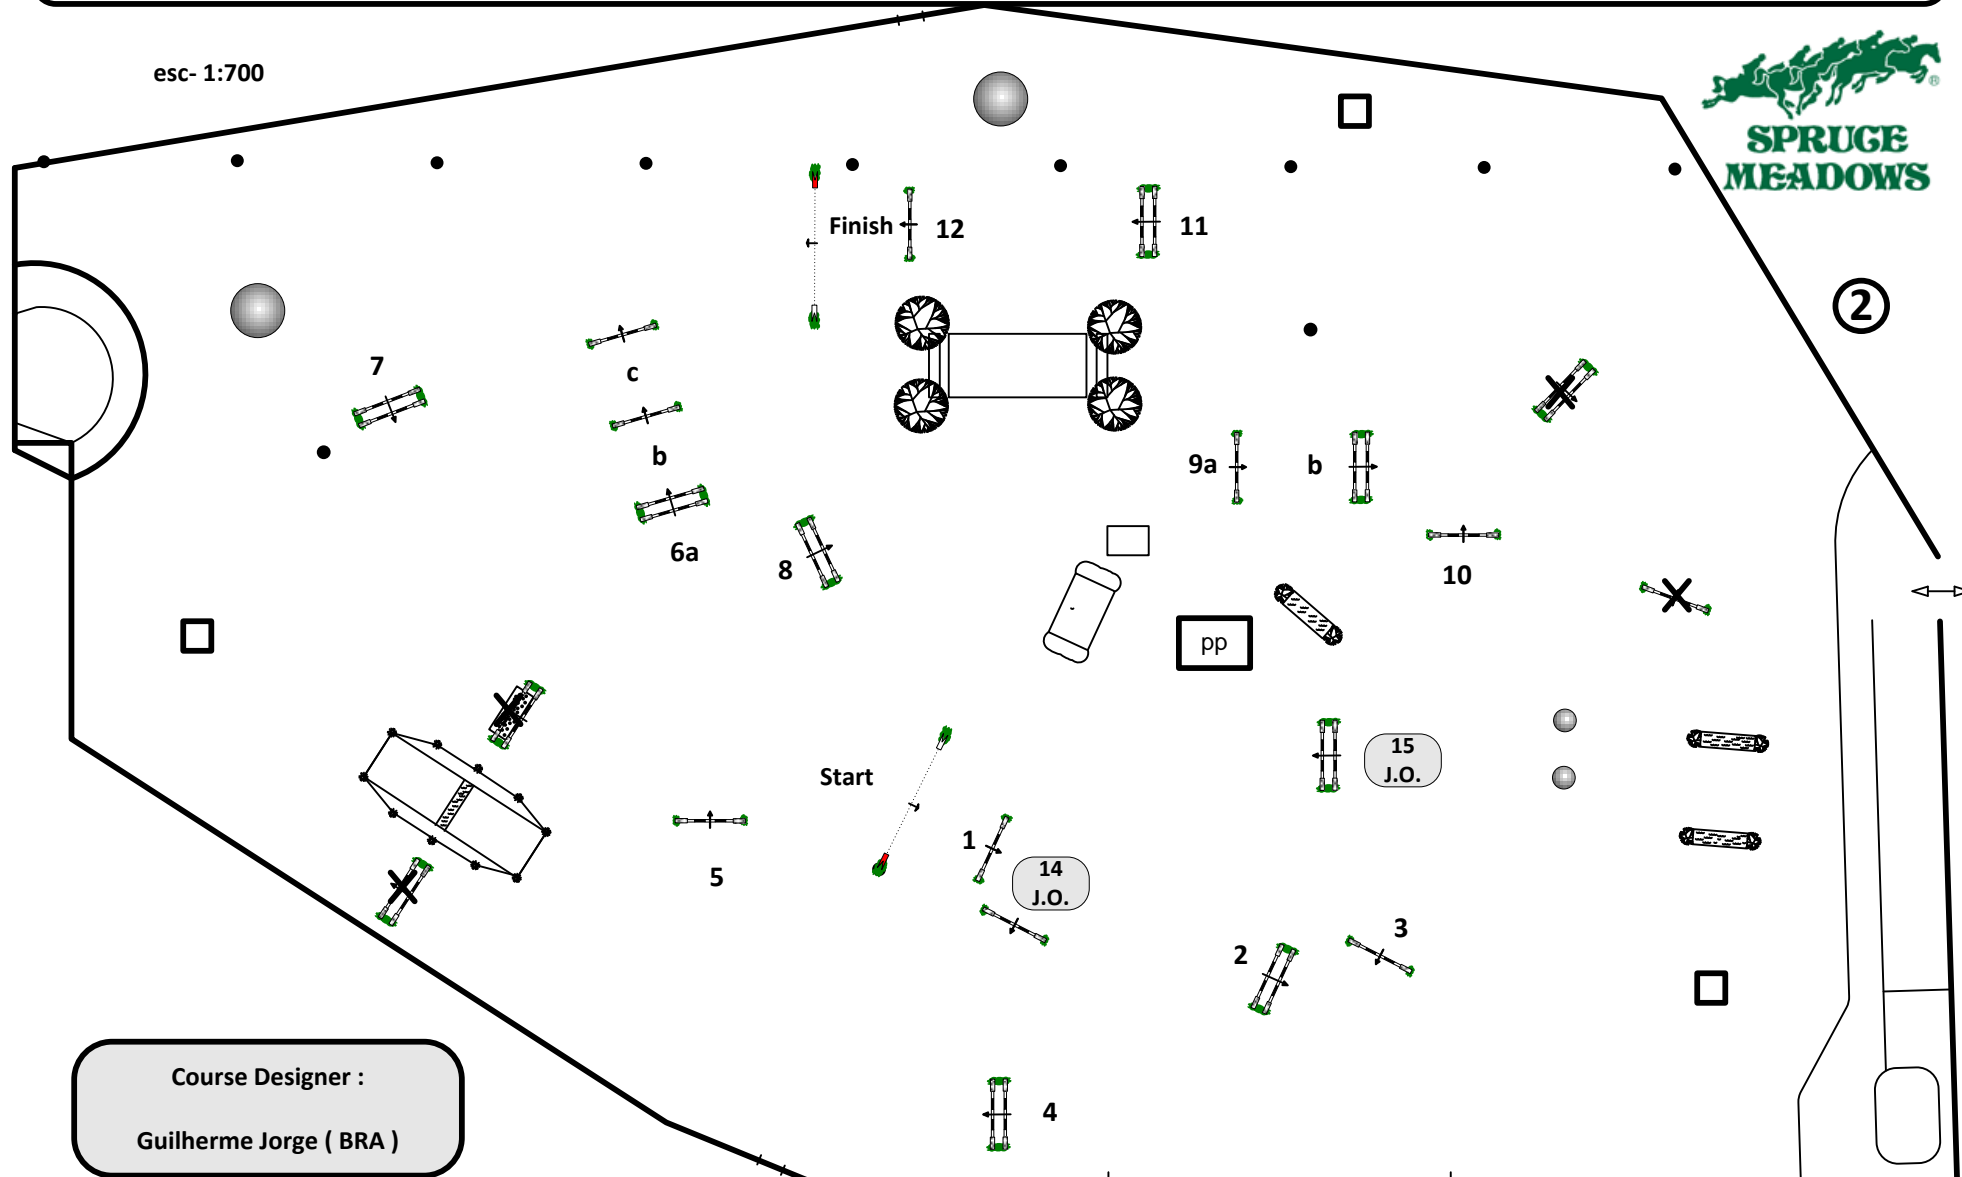 esc- 1:700
®
SPRUCE
MEADOWS
Finish
12
11
2
7
c
b
9a
b
6a
8
10
pp
15
J.O.
Start
1
14
J.O.
5
3
2
4
Course Designer :
Guilherme Jorge ( BRA )